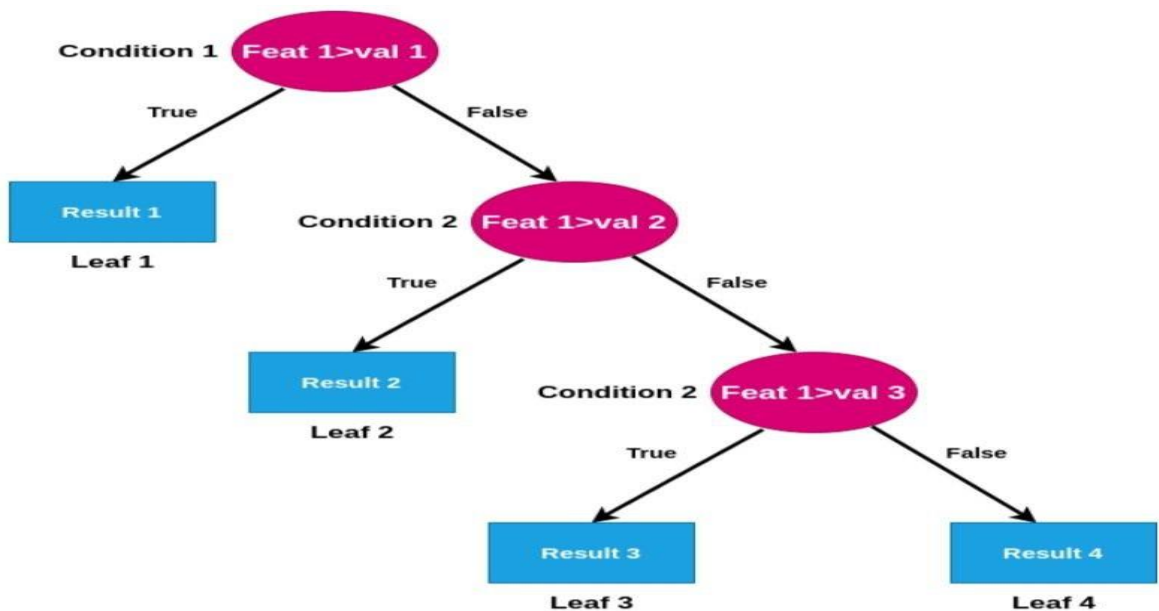 Condition 1
Feat 1>val 1
True
False
Result 1
Leaf 1
Condition 2
Feat 1>val 2
True
False
Result 2
Leaf 2
Condition 2
Feat 1>val 3
True
False
Result 3
Leaf 3
Result 4
Leaf 4